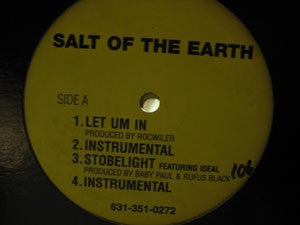 SALT OF THE EARTH
SIDE A
1. LET UM IN
PRODUCED BY ROCWILER
2. INSTRUMENTAL
3. STOBELIGHT FEATURING IDEAL
PRODUCED BY BABY PAUL & RUFUS BLACK
4. INSTRUMENTAL
106
631-351-0272